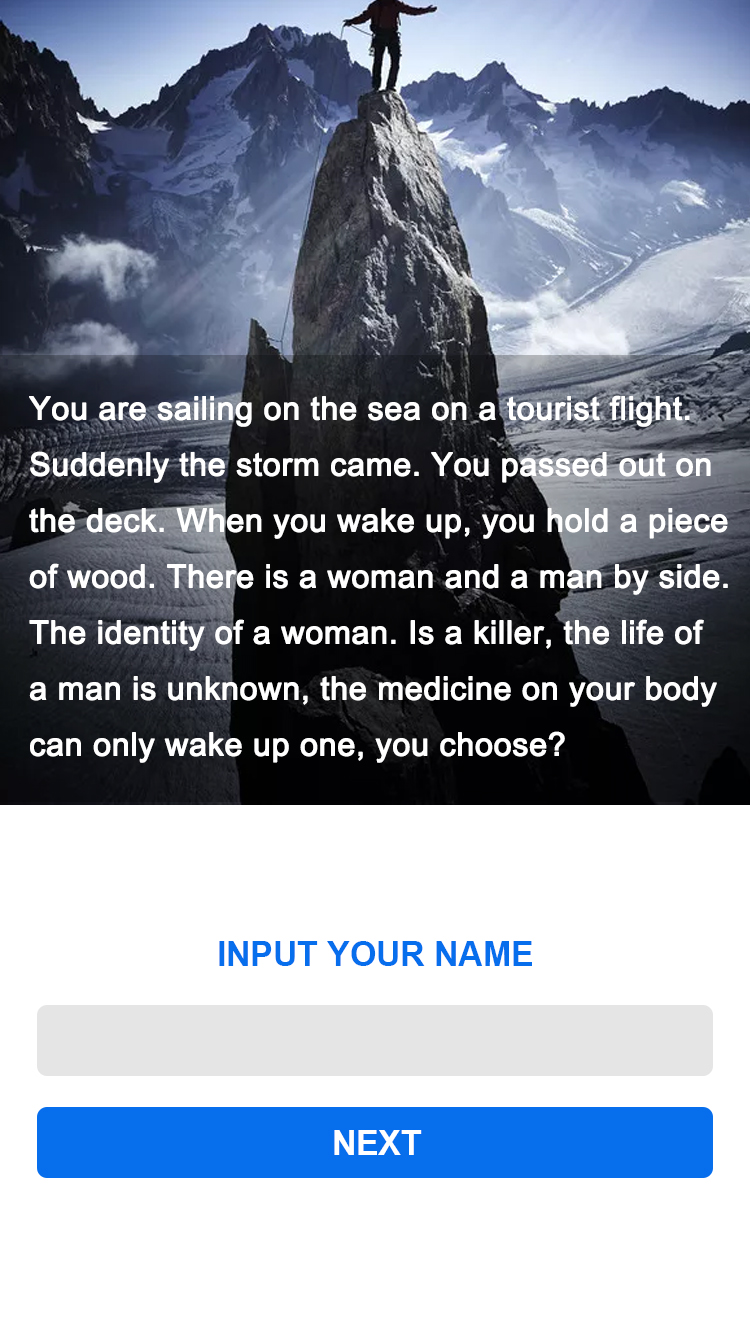 You are sailing on the sea on a tourist flight.
Suddenly the storm came. You passed out on
the deck. When you wake up, you hold a piece
of wood. There is a woman and a man by side.
The identity of a woman. Is a killer, the life of
a man is unknown, the medicine on your body
can only wake up one, you choose?
INPUT YOUR NAME
NEXT